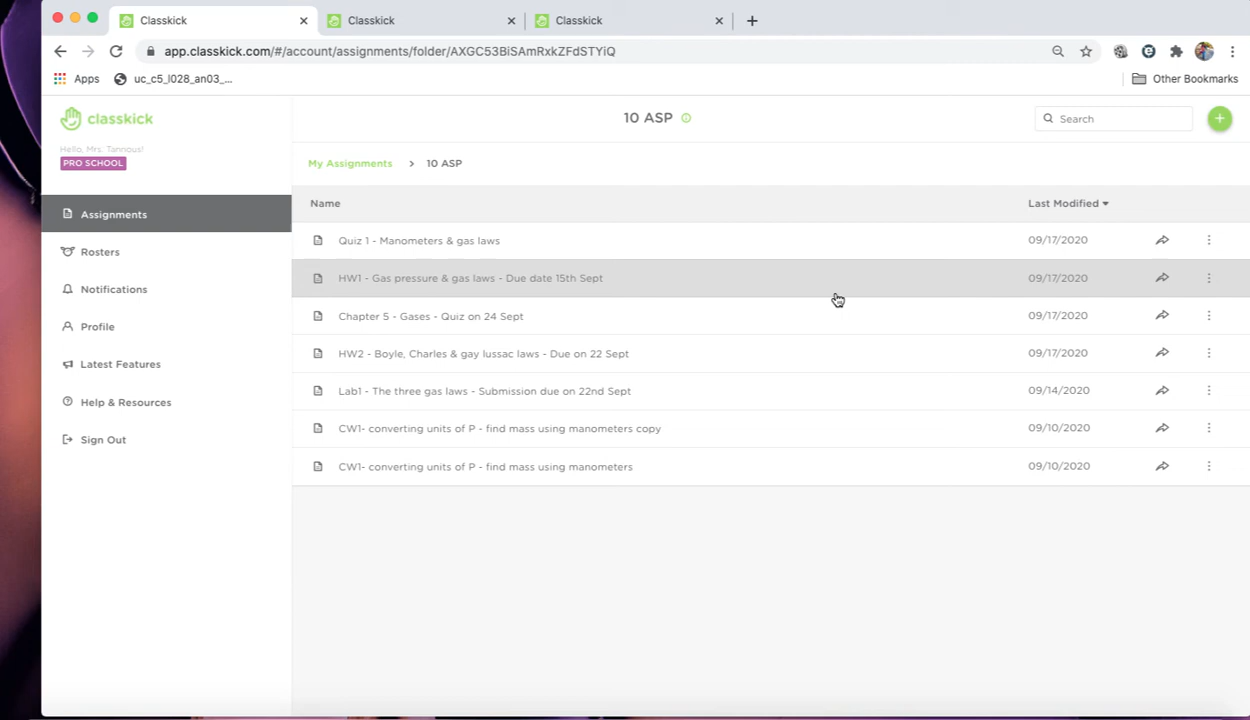 Classkick
Classkick
Classkick
app.classkick.com/#/account/assignments/folder/AXGC53BiSAmRxkZFdSTYiQ
Apps
uc_c5_l028_an03_...
Other Bookmarks
classkick
10 ASP
Search
Hello, Mrs. Tannous!
PRO SCHOOL
My Assignments > 10 ASP
Name
Last Modified
Assignments
Rosters
Notifications
Profile
Latest Features
Help & Resources
Sign Out
Quiz 1 - Manometers & gas laws 09/17/2020
HW1 - Gas pressure & gas laws - Due date 15th Sept 09/17/2020
Chapter 5 - Gases - Quiz on 24 Sept 09/17/2020
HW2 - Boyle, Charles & gay lussac laws - Due on 22 Sept 09/17/2020
Lab1 - The three gas laws - Submission due on 22nd Sept 09/14/2020
CW1- converting units of P - find mass using manometers copy 09/10/2020
CW1- converting units of P - find mass using manometers 09/10/2020